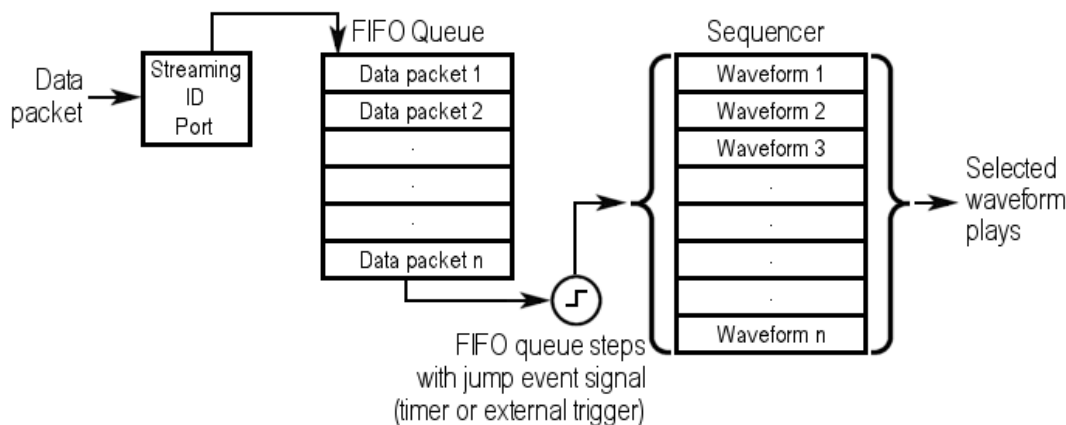 Data
packet
Streaming
ID
Port
FIFO Queue
Data packet 1
Data packet 2
.
.
.
Data packet n
FIFO queue steps
with jump event signal
(timer or external trigger)
Sequencer
Waveform 1
Waveform 2
Waveform 3
.
.
.
.
Waveform n
Selected
waveform
plays